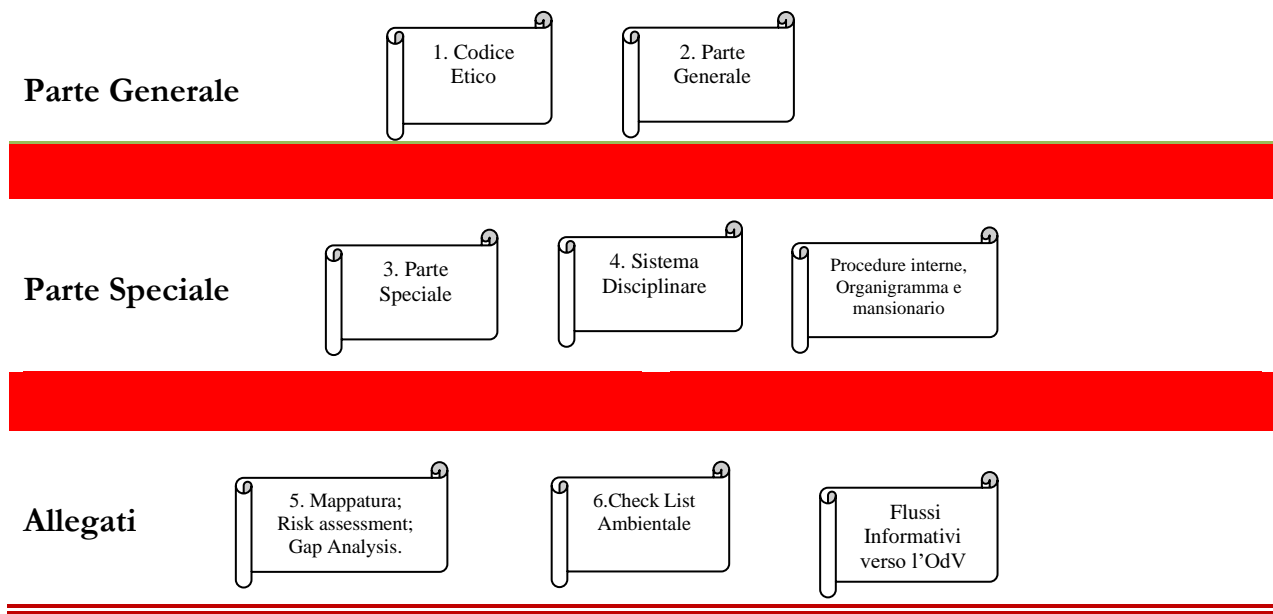 Parte Generale
1. Codice
Etico
2. Parte
Generale
Parte Speciale
3. Parte
Speciale
4. Sistema
Disciplinare
Procedure interne,
Organigramma e
mansionario
Allegati
5. Mappatura;
Risk assessment;
Gap Analysis.
6.Check List
Ambientale
Flussi
Informativi
verso l’OdV